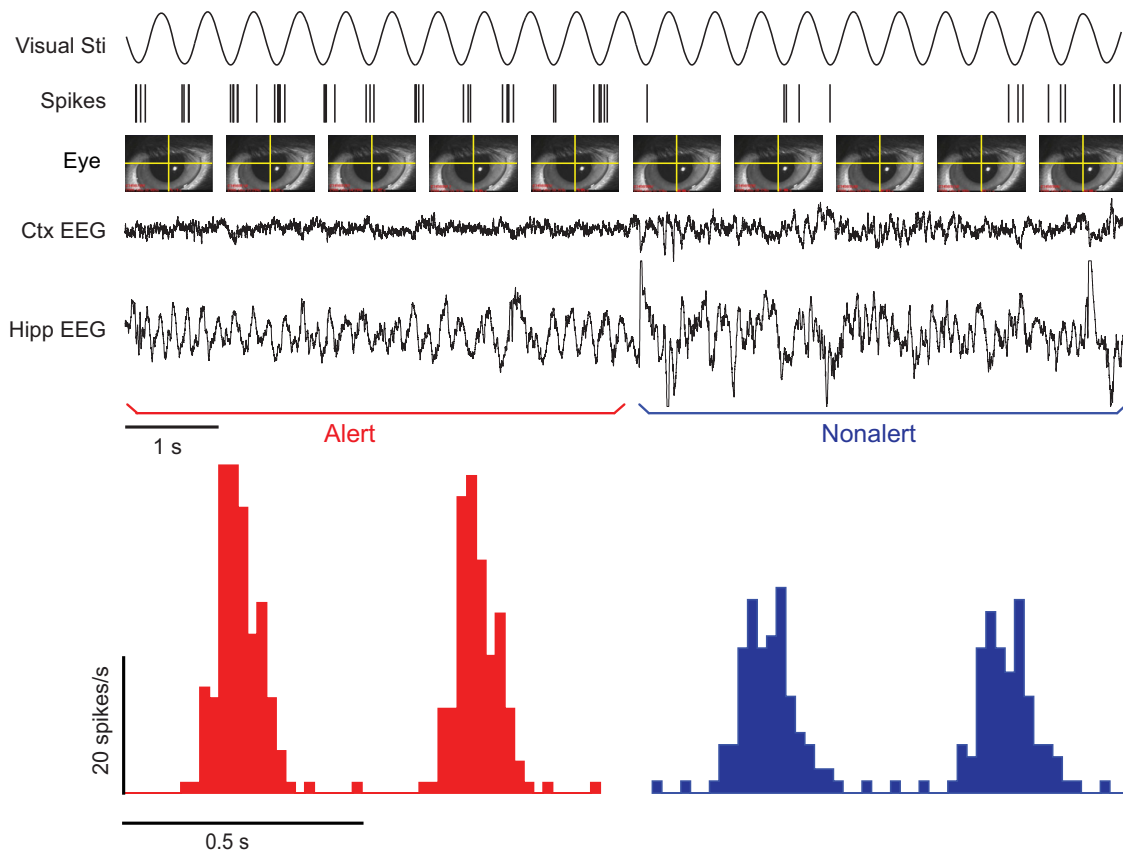 Visual Sti
Spikes
Eye
Ctx EEG
Hipp EEG
1 s
Alert
Nonalert
20 spikes/s
0.5 s